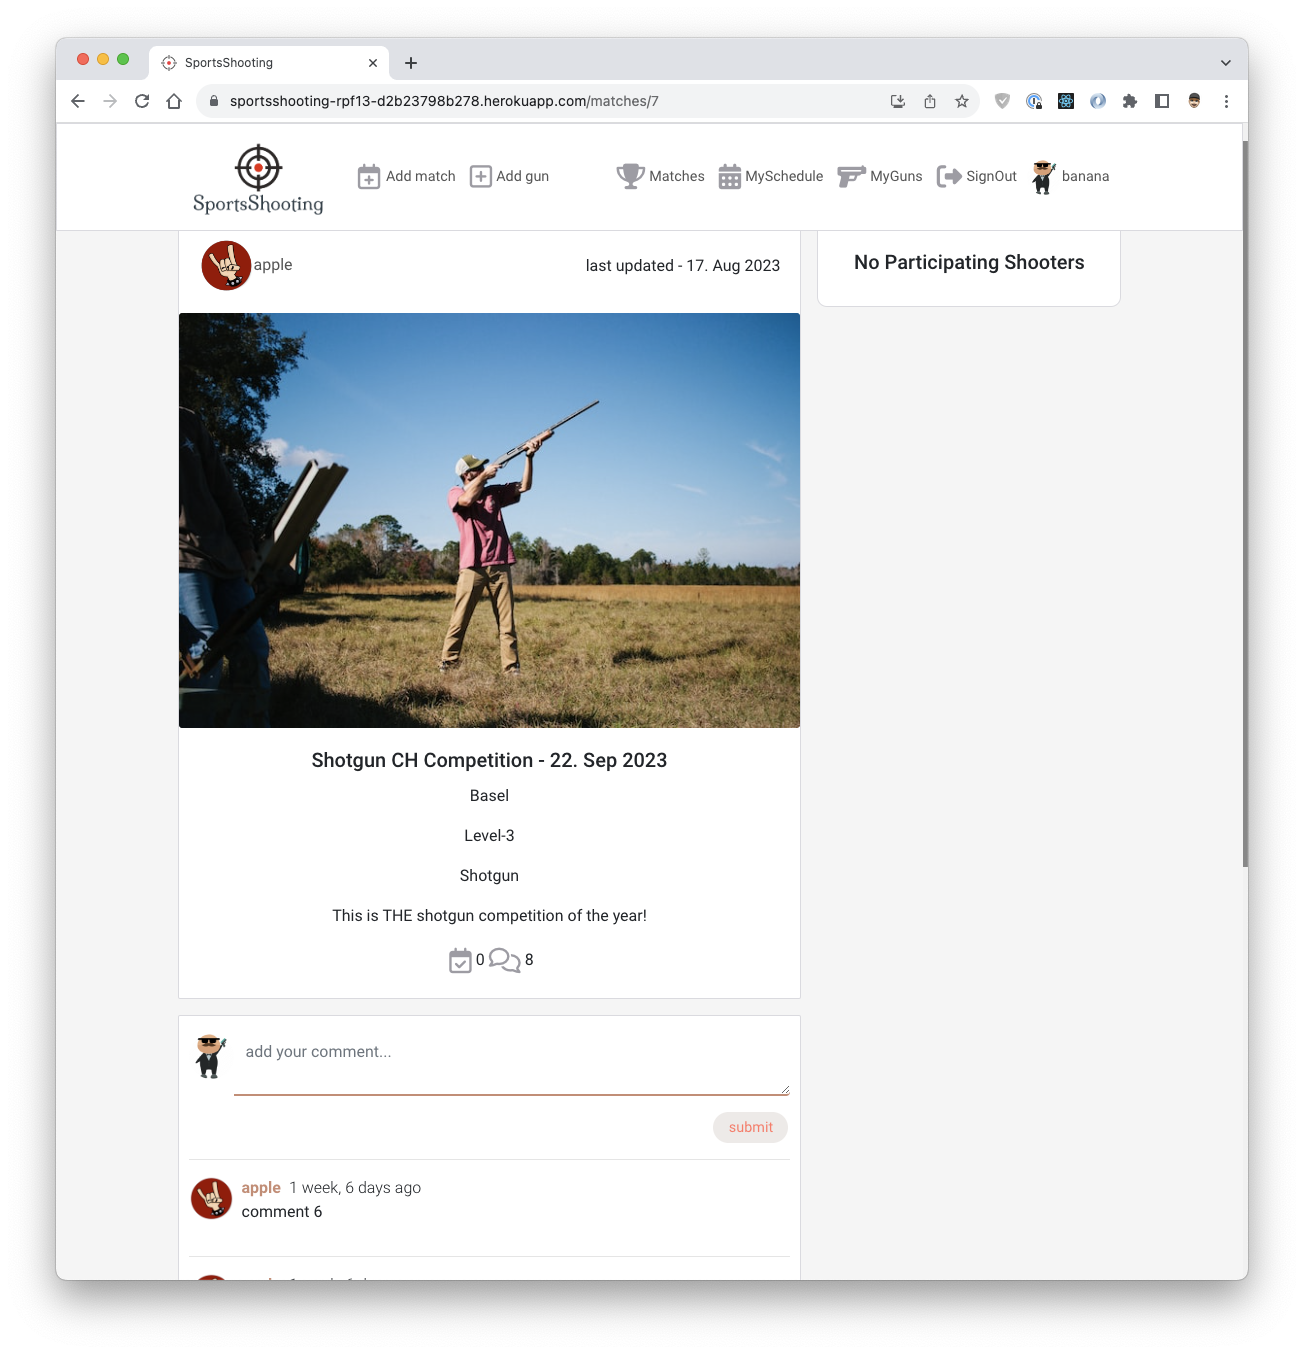 SportsShooting
sportsshooting-rpf13-d2b23798b278.herokuapp.com/matches/7
SportsShooting
Add match
Add gun
Matches
MySchedule
MyGuns
SignOut
banana
apple
last updated - 17. Aug 2023
No Participating Shooters
Shotgun CH Competition - 22. Sep 2023
Basel
Level-3
Shotgun
This is THE shotgun competition of the year!
0 8
add your comment...
submit
apple 1 week, 6 days ago
comment 6